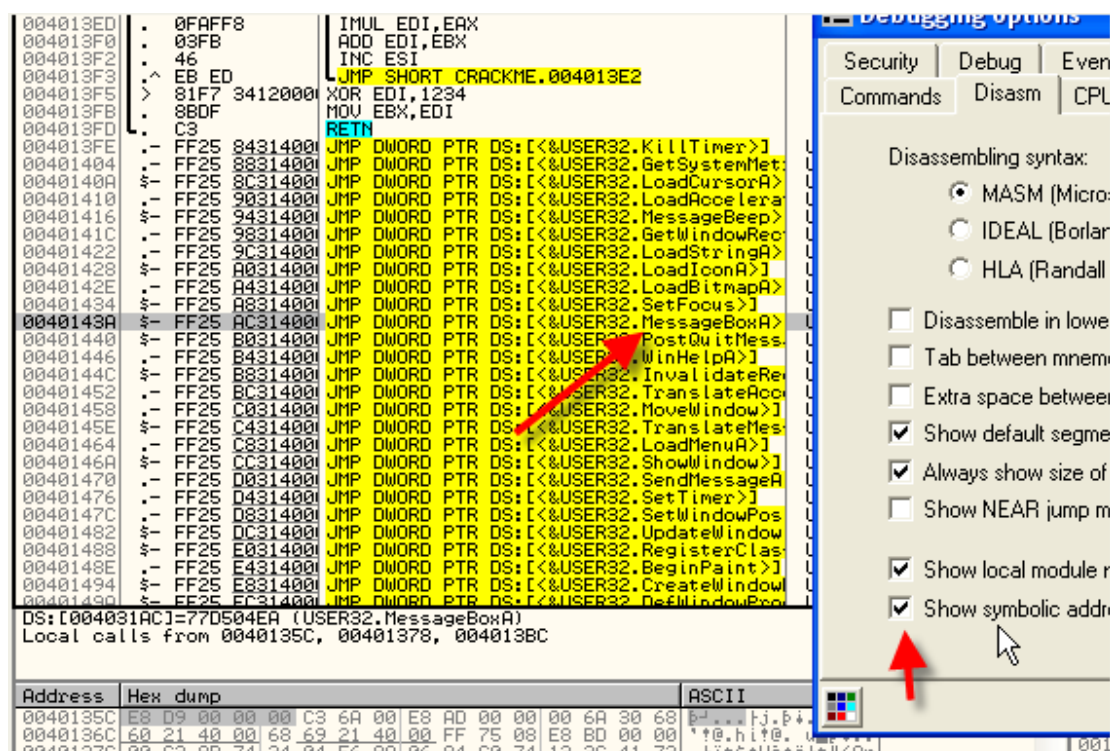 004013ED . 0FAFF8 IMUL EDI,EAX
004013F0 . 03FB ADD EDI,EBX
004013F2 . 46 INC ESI
004013F3 .^ EB ED JMP SHORT CRACKME.004013E2
004013F5 > 81F7 34120000 XOR EDI,1234
004013FB . 8BDF MOV EBX,EDI
004013FD . C3 RETN
004013FE .- FF25 84314000 JMP DWORD PTR DS:[<&USER32.KillTimer>]
00401404 .- FF25 88314000 JMP DWORD PTR DS:[<&USER32.GetSystemMet
0040140A $- FF25 8C314000 JMP DWORD PTR DS:[<&USER32.LoadCursorA>
00401410 .- FF25 90314000 JMP DWORD PTR DS:[<&USER32.LoadAccelera
00401416 $- FF25 94314000 JMP DWORD PTR DS:[<&USER32.MessageBeep>
0040141C .- FF25 98314000 JMP DWORD PTR DS:[<&USER32.GetWindowRec
00401422 .- FF25 9C314000 JMP DWORD PTR DS:[<&USER32.LoadStringA>
00401428 $- FF25 A0314000 JMP DWORD PTR DS:[<&USER32.LoadIconA>]
0040142E .- FF25 A4314000 JMP DWORD PTR DS:[<&USER32.LoadBitmapA>
00401434 $- FF25 A8314000 JMP DWORD PTR DS:[<&USER32.SetFocus>]
0040143A $- FF25 AC314000 JMP DWORD PTR DS:[<&USER32.MessageBoxA>
00401440 $- FF25 B0314000 JMP DWORD PTR DS:[<&USER32.PostQuitMess
00401446 .- FF25 B4314000 JMP DWORD PTR DS:[<&USER32.WinHelpA>]
0040144C $- FF25 B8314000 JMP DWORD PTR DS:[<&USER32.InvalidateRe
00401452 .- FF25 BC314000 JMP DWORD PTR DS:[<&USER32.TranslateAcc
00401458 .- FF25 C0314000 JMP DWORD PTR DS:[<&USER32.MoveWindow>]
0040145E $- FF25 C4314000 JMP DWORD PTR DS:[<&USER32.TranslateMes
00401464 .- FF25 C8314000 JMP DWORD PTR DS:[<&USER32.LoadMenuA>]
0040146A $- FF25 CC314000 JMP DWORD PTR DS:[<&USER32.ShowWindow>]
00401470 .- FF25 D0314000 JMP DWORD PTR DS:[<&USER32.SendMessageA
00401476 .- FF25 D4314000 JMP DWORD PTR DS:[<&USER32.SetTimer>]
0040147C .- FF25 D8314000 JMP DWORD PTR DS:[<&USER32.SetWindowPos
00401482 $- FF25 DC314000 JMP DWORD PTR DS:[<&USER32.UpdateWindow
00401488 $- FF25 E0314000 JMP DWORD PTR DS:[<&USER32.RegisterClas
0040148E .- FF25 E4314000 JMP DWORD PTR DS:[<&USER32.BeginPaint>]
00401494 $- FF25 E8314000 JMP DWORD PTR DS:[<&USER32.CreateWindow
0040149A $- FF25 EC314000 JMP DWORD PTR DS:[<&USER32.DefWindowPro
DS:[004031AC]=77D504EA (USER32.MessageBoxA)
Local calls from 0040135C, 00401378, 004013BC
Address Hex dump ASCII
0040135C E8 D9 00 00 00 C3 6A 00 E8 AD 00 00 00 6A 30 68
0040136C 60 21 40 00 68 69 21 40 00 FF 75 08 E8 BD 00 00
Debugging options
Security Debug Even
Commands Disasm CPU
Disassembling syntax:
MASM (Micros
IDEAL (Borlan
HLA (Randall
Disassemble in lowe
Tab between mnemo
Extra space between
Show default segme
Always show size of
Show NEAR jump m
Show local module n
Show symbolic addre